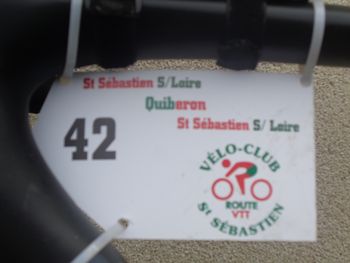 St Sébastien S/Loire
Quiberon
St Sébastien S/Loire
42
VÉLO-CLUB
ROUTE
VTT
St SÉBASTIEN